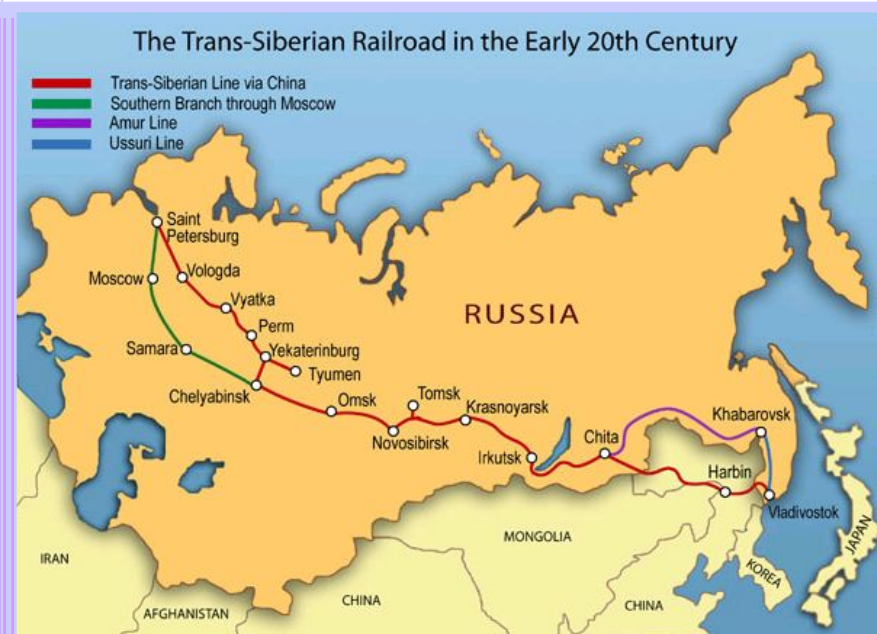 The Trans-Siberian Railroad in the Early 20th Century
Trans-Siberian Line via China
Southern Branch through Moscow
Amur Line
Ussuri Line
Saint
Petersburg
Moscow
Vologda
Vyatka
RUSSIA
Perm
Samara
Yekaterinburg
Tyumen
Chelyabinsk
Omsk
Tomsk
Krasnoyarsk
Novosibirsk
Irkutsk
Chita
Khabarovsk
Harbin
Vladivostok
MONGOLIA
IRAN
AFGHANISTAN
CHINA
CHINA
KOREA
JAPAN